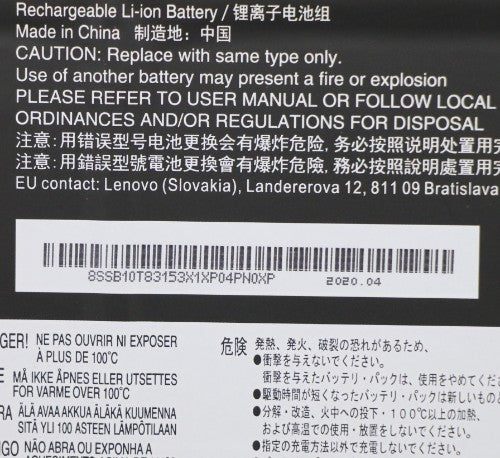 Rechargeable Li-ion Battery / 锂离子电池组
Made in China 制造地：中国
CAUTION: Replace with same type only.
Use of another battery may present a fire or explosion
PLEASE REFER TO USER MANUAL OR FOLLOW LOCAL
ORDINANCES AND/OR REGULATIONS FOR DISPOSAL
注意：用错误型号电池更换会有爆炸危险, 务必按照说明处置用完
注意：用錯誤型號電池更換會有爆炸危險, 務必按照說明處置用完
EU contact: Lenovo (Slovakia), Landererova 12, 811 09 Bratislava
8SSB10T83153X1XP04PN0XP 2020.04
GER! NE PAS OUVRIR NI EXPOSER
À PLUS DE 100°C
E MÅ IKKE ÅPNES ELLER UTSETTES
FOR VARME OVER 100°C
RA ÄLÄ AVAA AKKUA ÄLÄKÄ KUUMENNA
SITÄ YLI 100 ASTEEN LÄMPÖTILAAN
IGO NÃO ABRA OU EXPONHA A
危険 発熱、発火、破裂の恐れがあるため、
●衝撃を与えないでください。
衝撃を与えたバッテリ・パックは、使用をやめてくだ
●駆動時間が短くなったバッテリ・パックは新しいもの
●分解・改造、火中への投下・100℃以上の加熱、
および高温での使用・放置をしないでください。
●指定の充電方法以外で充電しないでください。